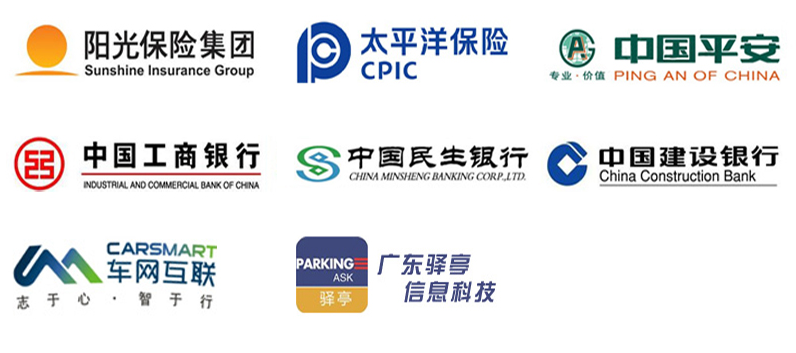 阳光保险集团
Sunshine Insurance Group
太平洋保险
CPIC
中国平安
专业·价值
PING AN OF CHINA
中国工商银行
INDUSTRIAL AND COMMERCIAL BANK OF CHINA
中国民生银行
CHINA MINSHENG BANKING CORP.,LTD.
中国建设银行
China Construction Bank
CARSMART
车网互联
志于心·智于行
PARKING
ASK
驿亭
广东驿亭
信息科技